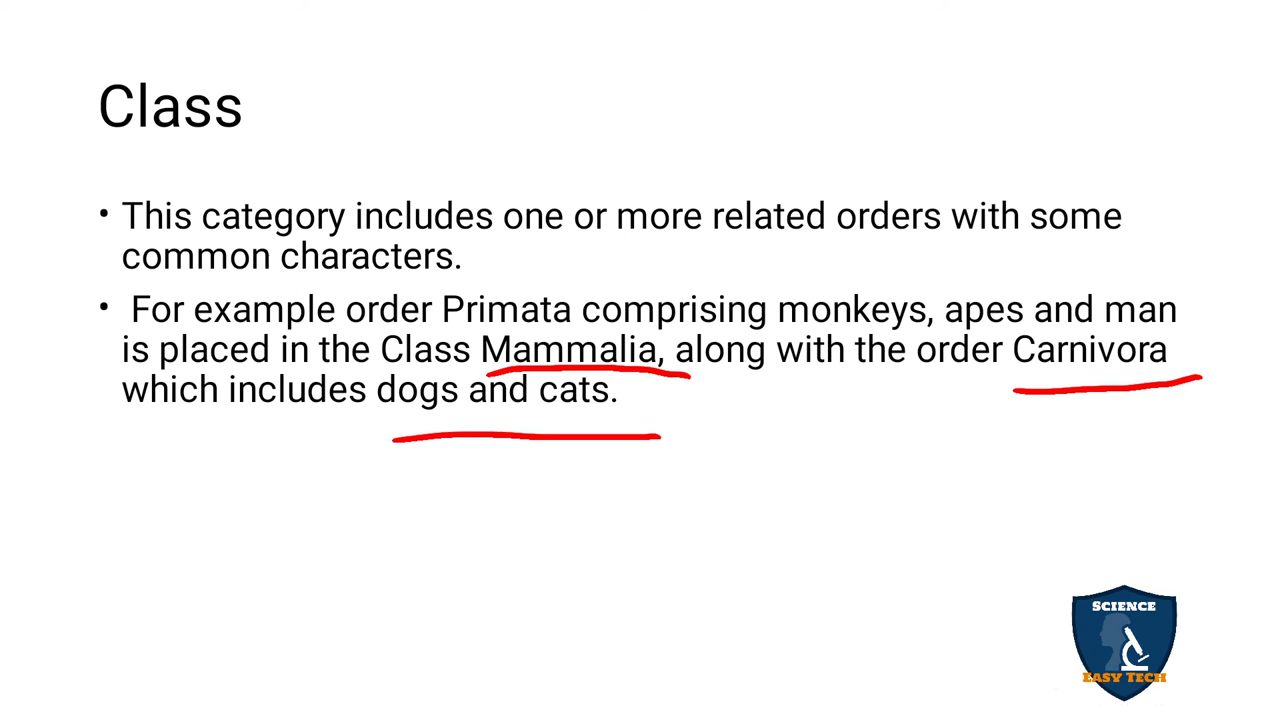 Class
• This category includes one or more related orders with some
common characters.
• For example order Primata comprising monkeys, apes and man
is placed in the Class Mammalia, along with the order Carnivora
which includes dogs and cats.
SCIENCE
EASY TECH